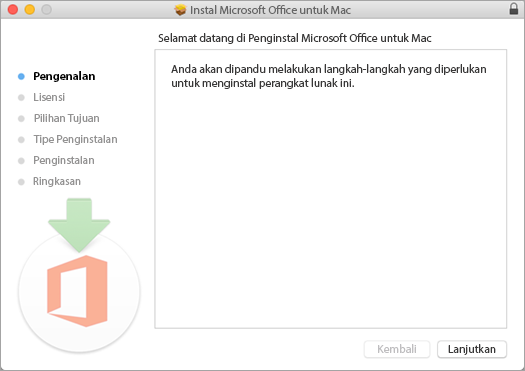 Instal Microsoft Office untuk Mac
Selamat datang di Penginstal Microsoft Office untuk Mac
Pengenalan
Lisensi
Pilihan Tujuan
Tipe Penginstalan
Penginstalan
Ringkasan
Anda akan dipandu melakukan langkah-langkah yang diperlukan
untuk menginstal perangkat lunak ini.
Kembali
Lanjutkan